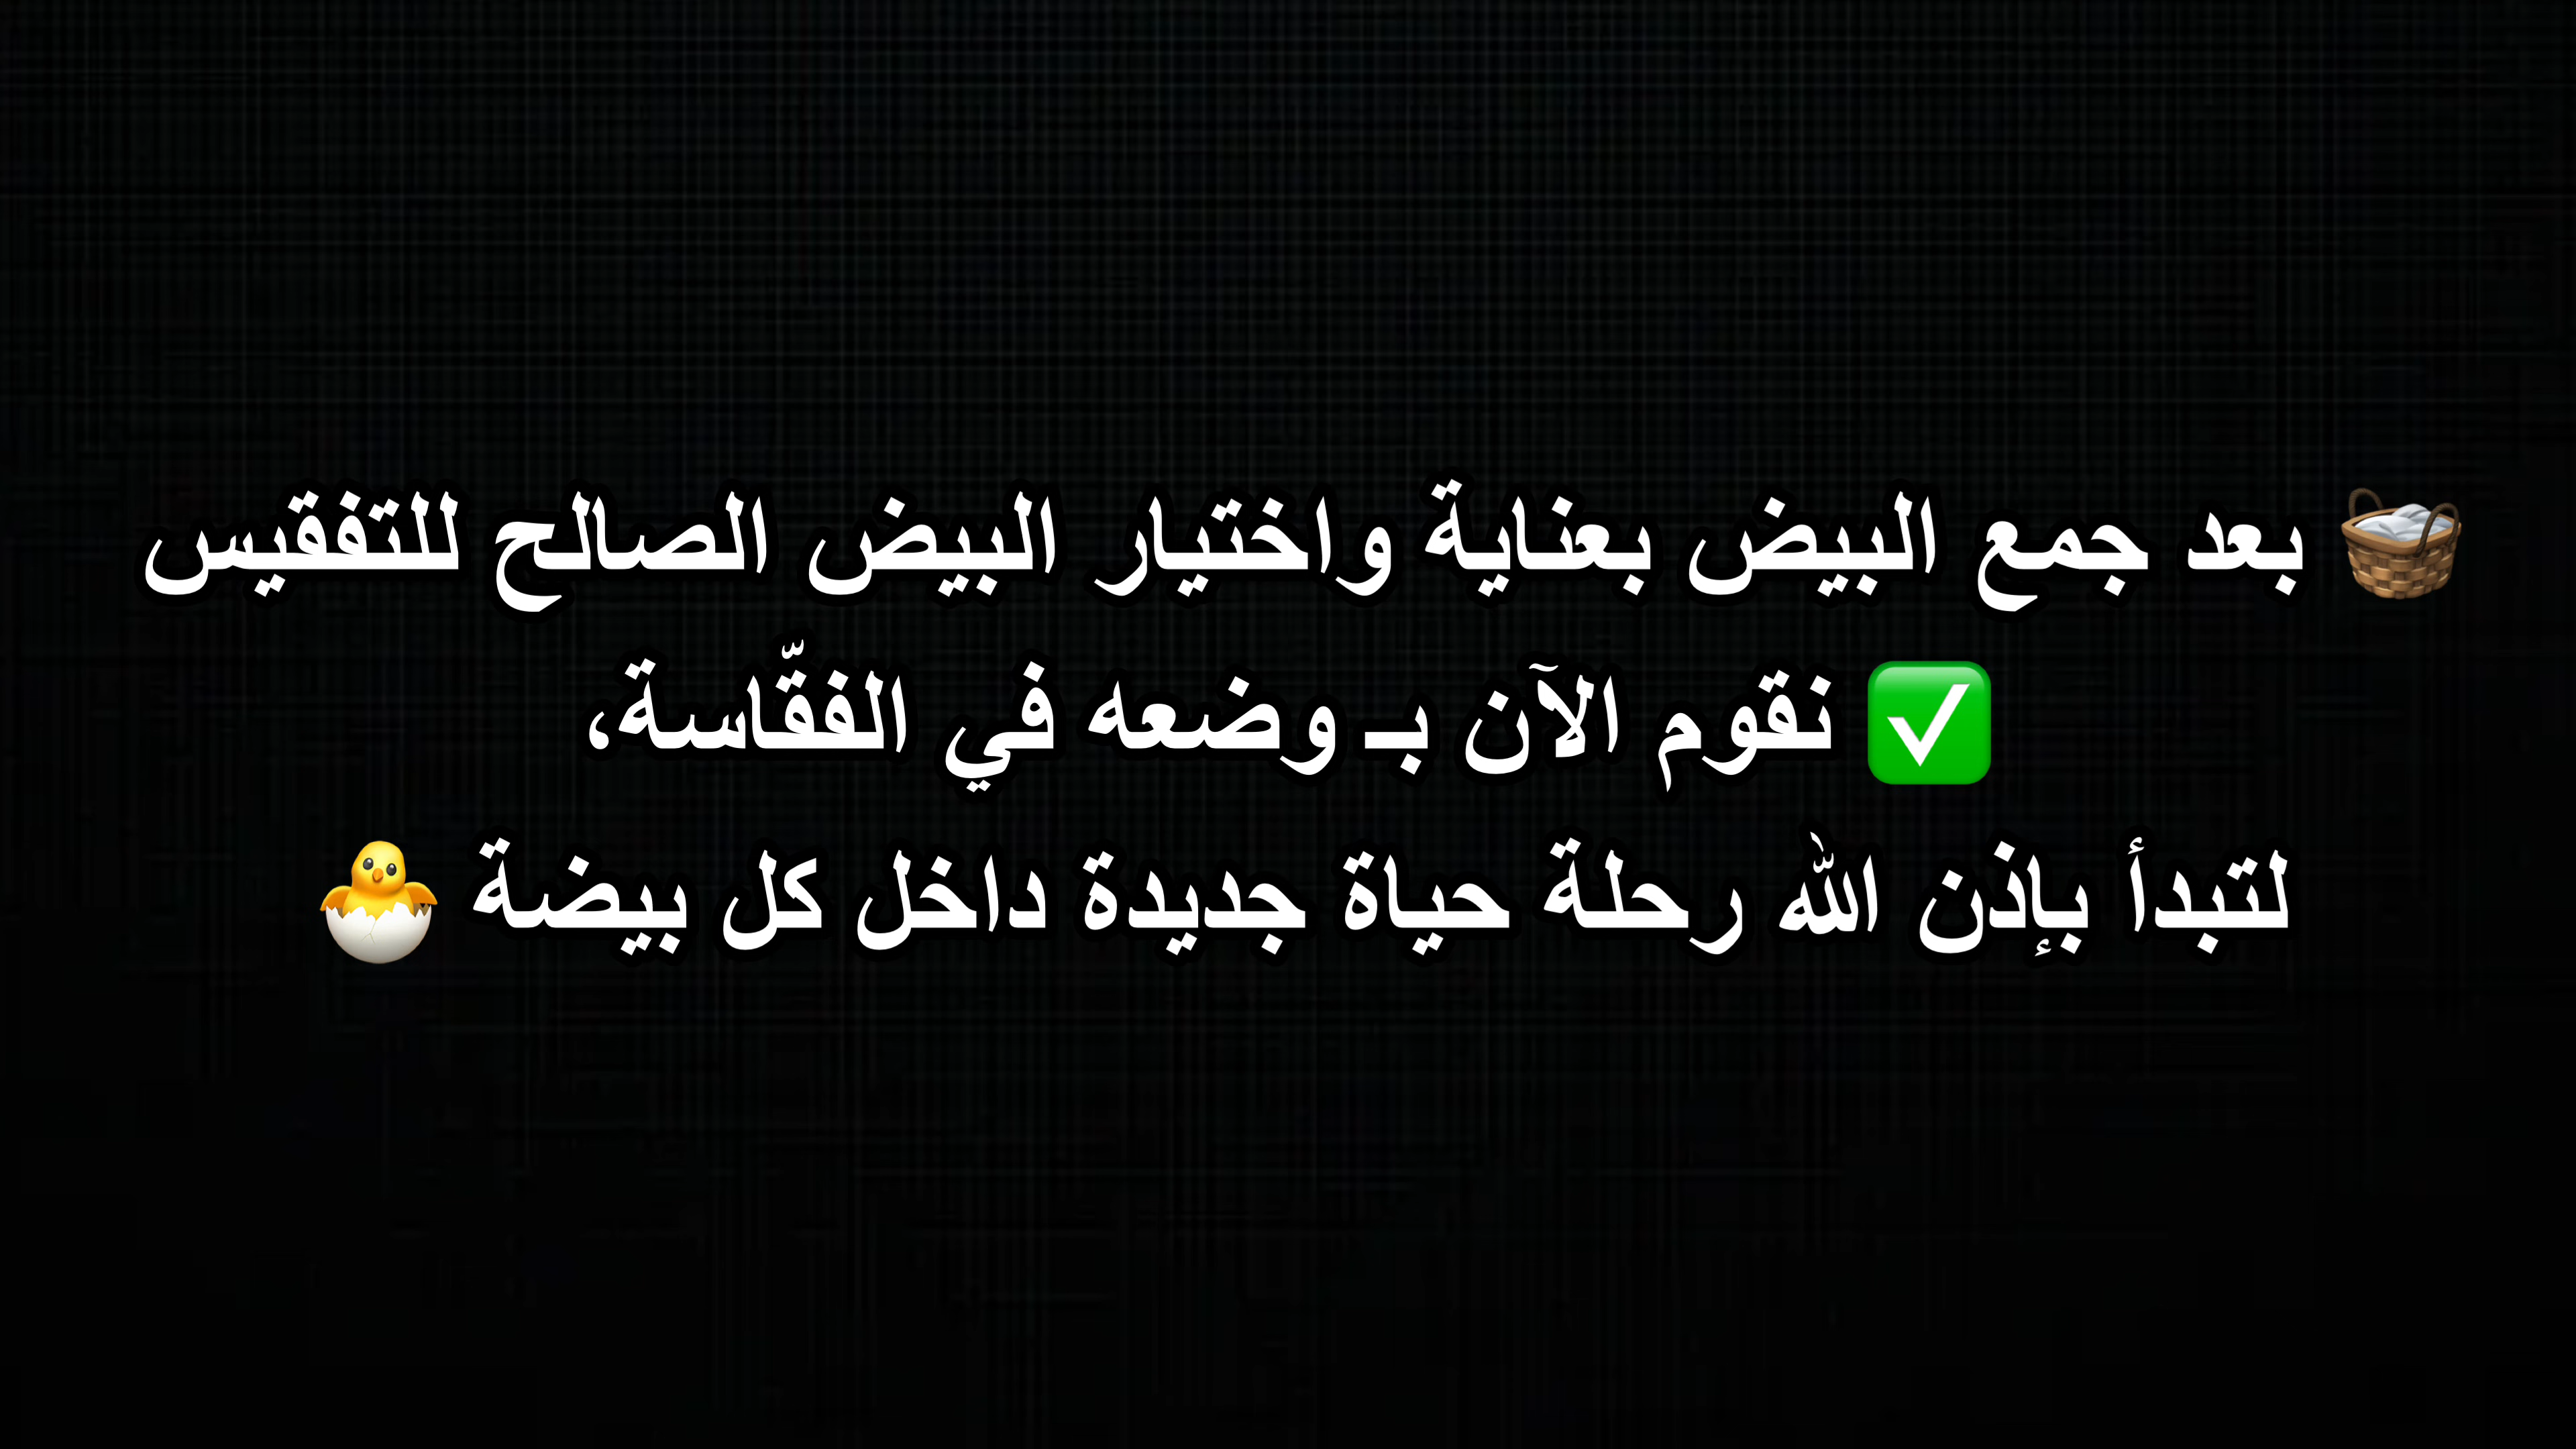 🧺 بعد جمع البيض بعناية واختيار البيض الصالح للتفقيس
✅ نقوم الآن بـ وضعه في الفقّاسة،
لتبدأ بإذن الله رحلة حياة جديدة داخل كل بيضة 🐣